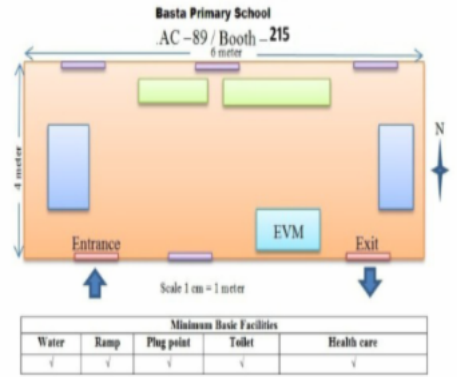 Basta Primary School
AC –89 / Booth – 215
6 meter
4 meter
N
EVM
Entrance
Exit
Scale 1 cm = 1 meter
Minimum Basic Facilities
Water Ramp Plug point Toilet Health care
√ √ √ √ √